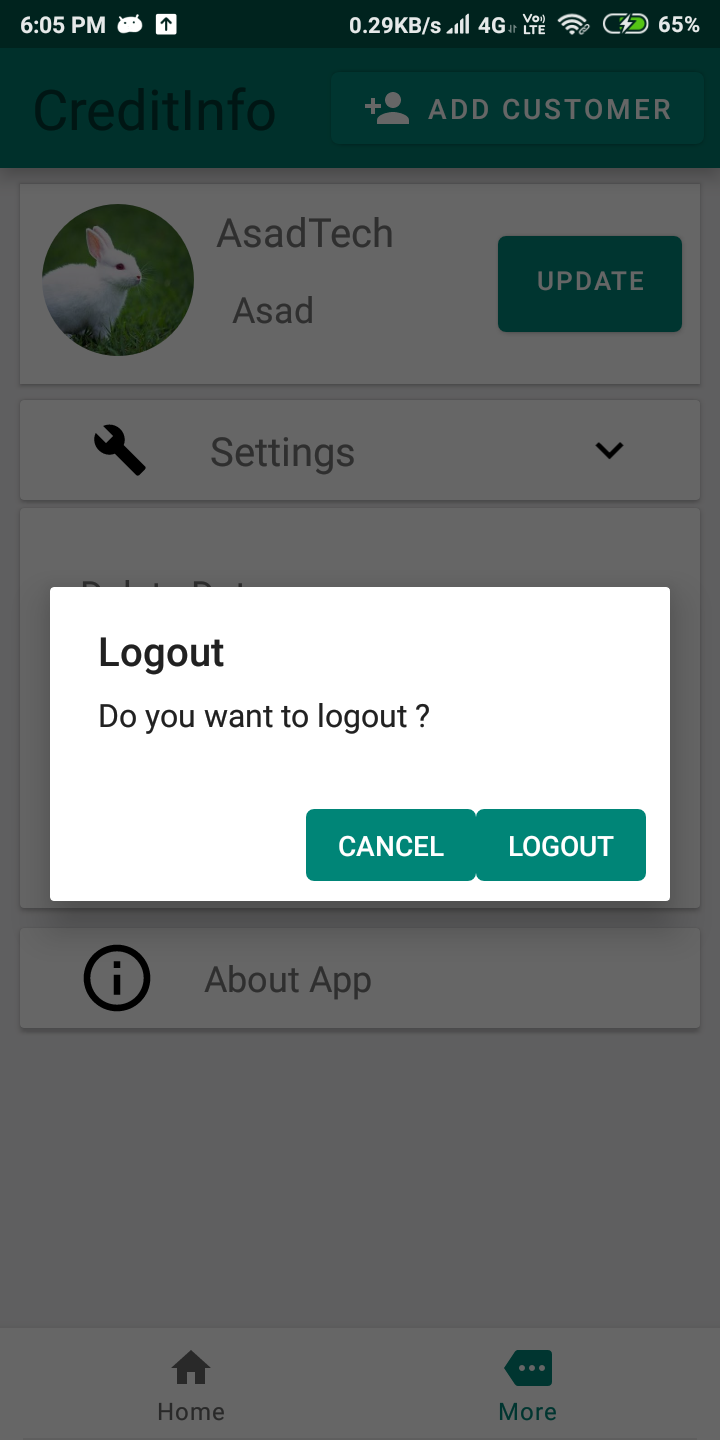 6:05 PM 0.29KB/s 4G Vo) LTE 65%
CreditInfo ADD CUSTOMER
AsadTech
UPDATE
Asad
Settings
Logout
Do you want to logout ?
CANCEL LOGOUT
About App
Home More